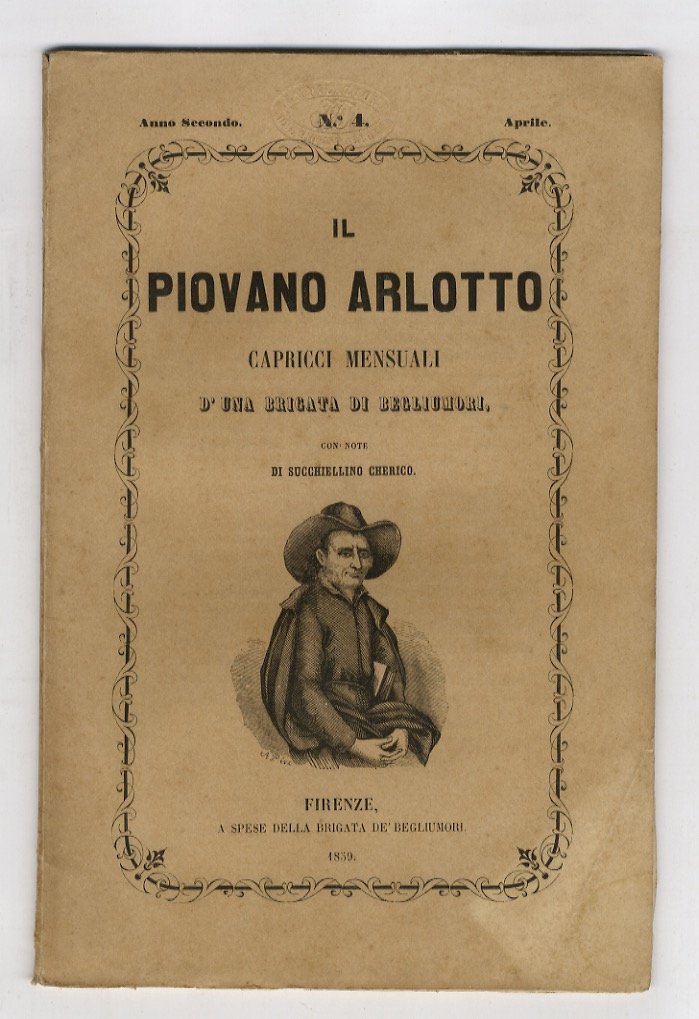 Anno Secondo. N.º 4. Aprile.
IL
PIOVANO ARLOTTO
CAPRICCI MENSUALI
D'UNA BRIGATA DI BEGLIUMORI,
CON NOTE
DI SUCCHIELLINO CHERICO.
FIRENZE,
A SPESE DELLA BRIGATA DE' BEGLIUMORI.
1859.